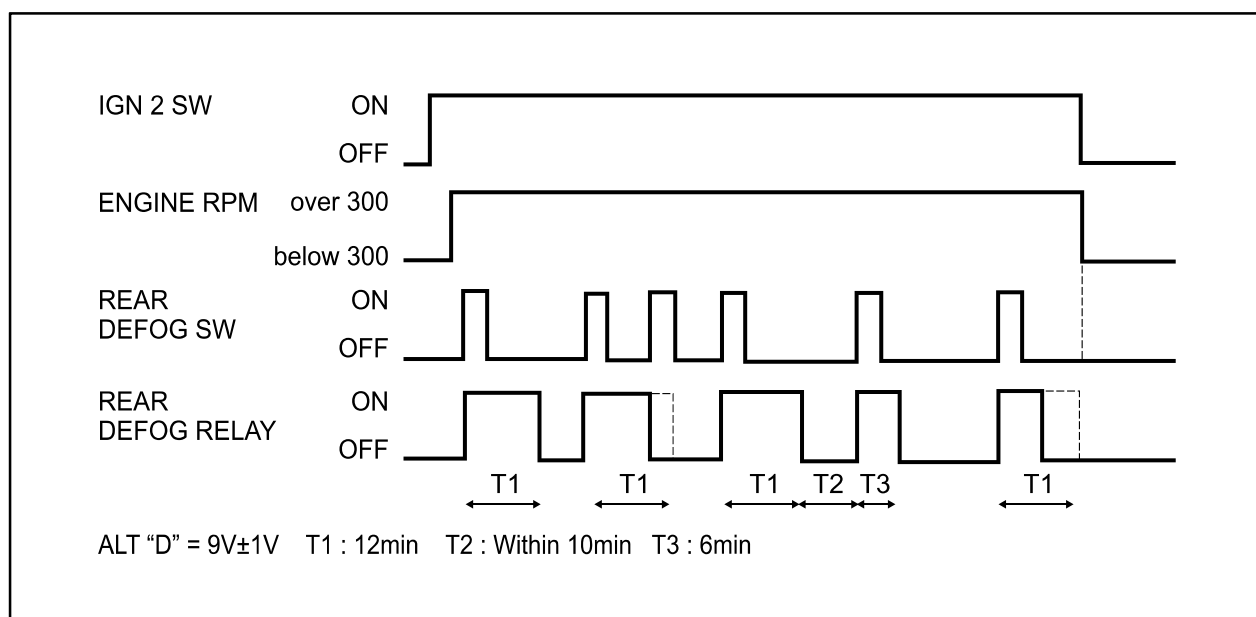 IGN 2 SW ON
OFF
ENGINE RPM over 300
below 300
REAR ON
DEFOG SW
OFF
REAR ON
DEFOG RELAY
OFF
T1 T1 T1 T2 T3 T1
ALT “D” = 9V±1V T1 : 12min T2 : Within 10min T3 : 6min